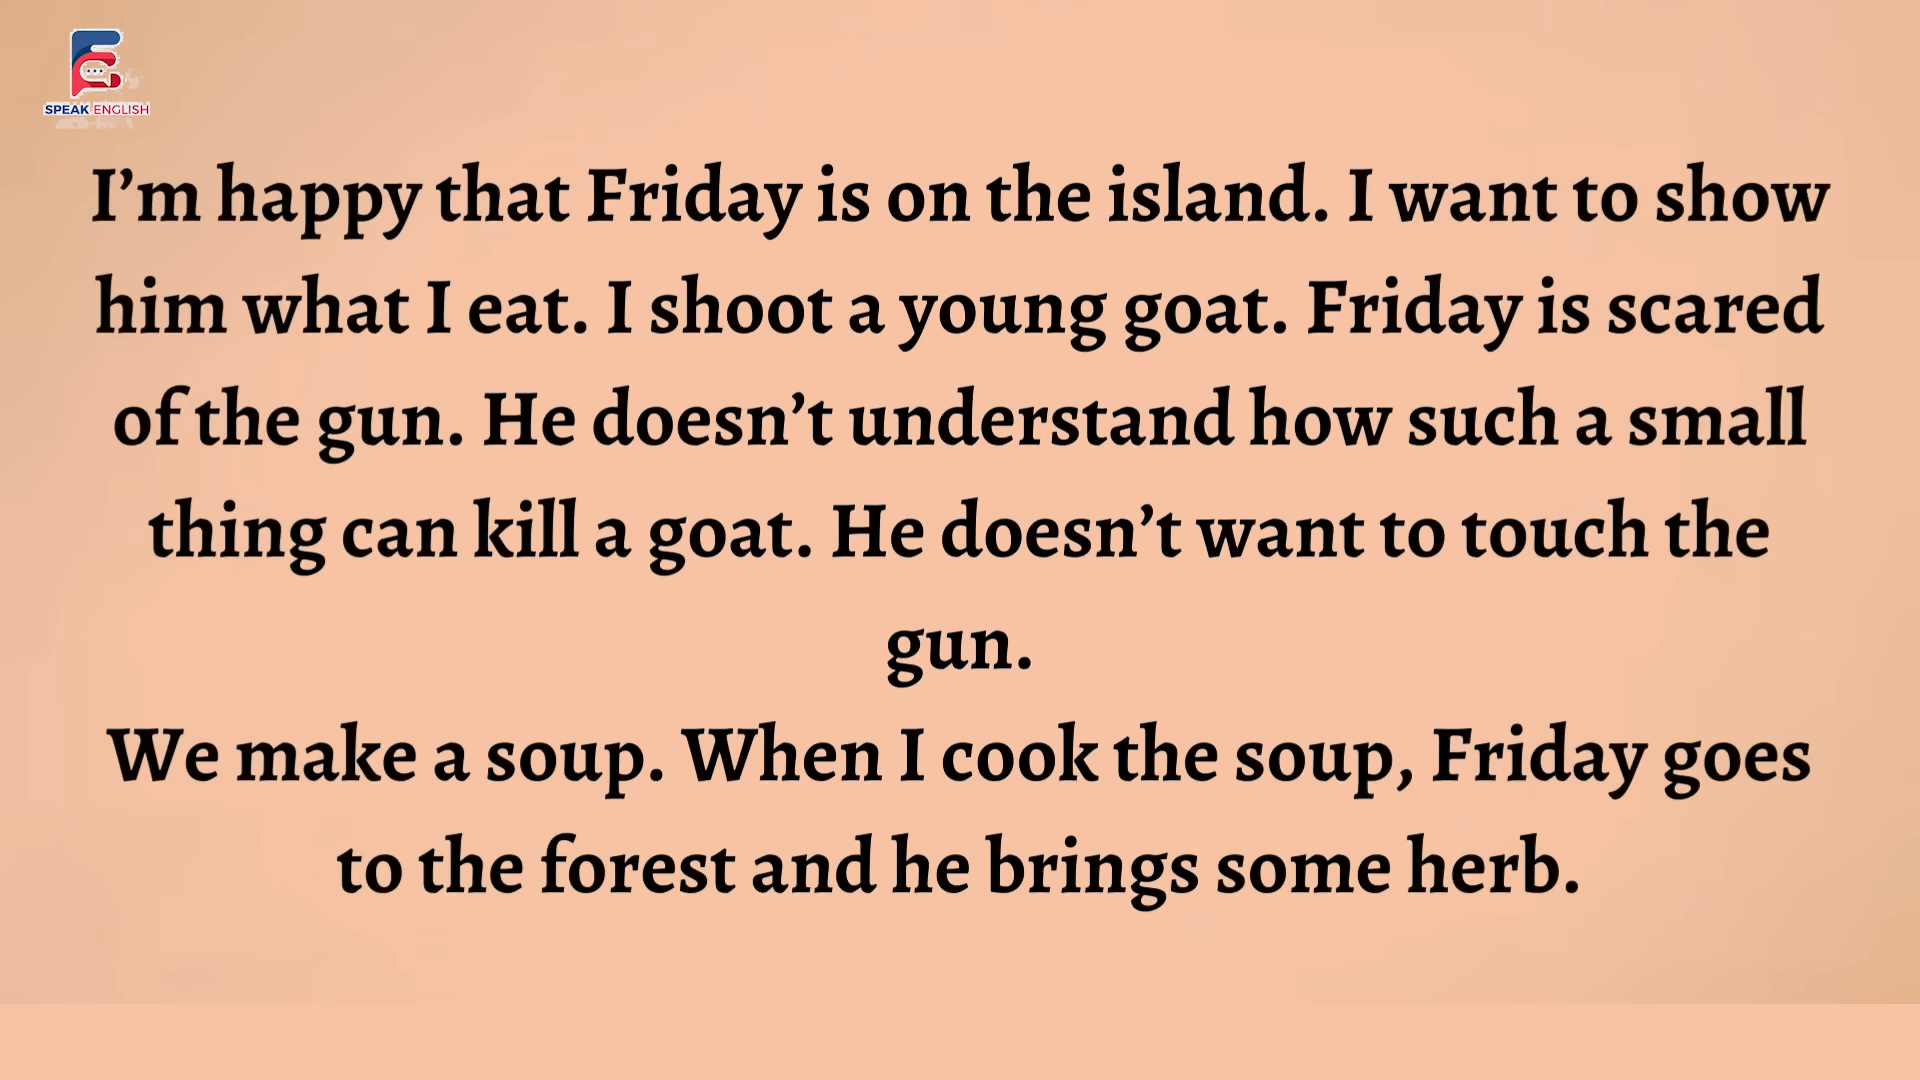 SPEAK ENGLISH
I’m happy that Friday is on the island. I want to show
him what I eat. I shoot a young goat. Friday is scared
of the gun. He doesn’t understand how such a small
thing can kill a goat. He doesn’t want to touch the
gun.
We make a soup. When I cook the soup, Friday goes
to the forest and he brings some herb.